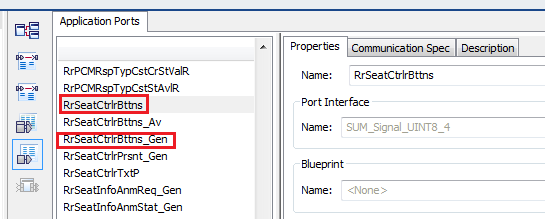 Application Ports
RrPCMRspTypCstCrStValR
RrPCMRspTypCstStAvlR
RrSeatCtrlrBttns
RrSeatCtrlrBttns_Av
RrSeatCtrlrBttns_Gen
RrSeatCtrlrPrsnt_Gen
RrSeatCtrlrTxtP
RrSeatInfoAnmReq_Gen
RrSeatInfoAnmStat_Gen
Properties Communication Spec Description
Name: RrSeatCtrlrBttns
Port Interface
Name: SUM_Signal_UINT8_4
Blueprint
Name: <None>